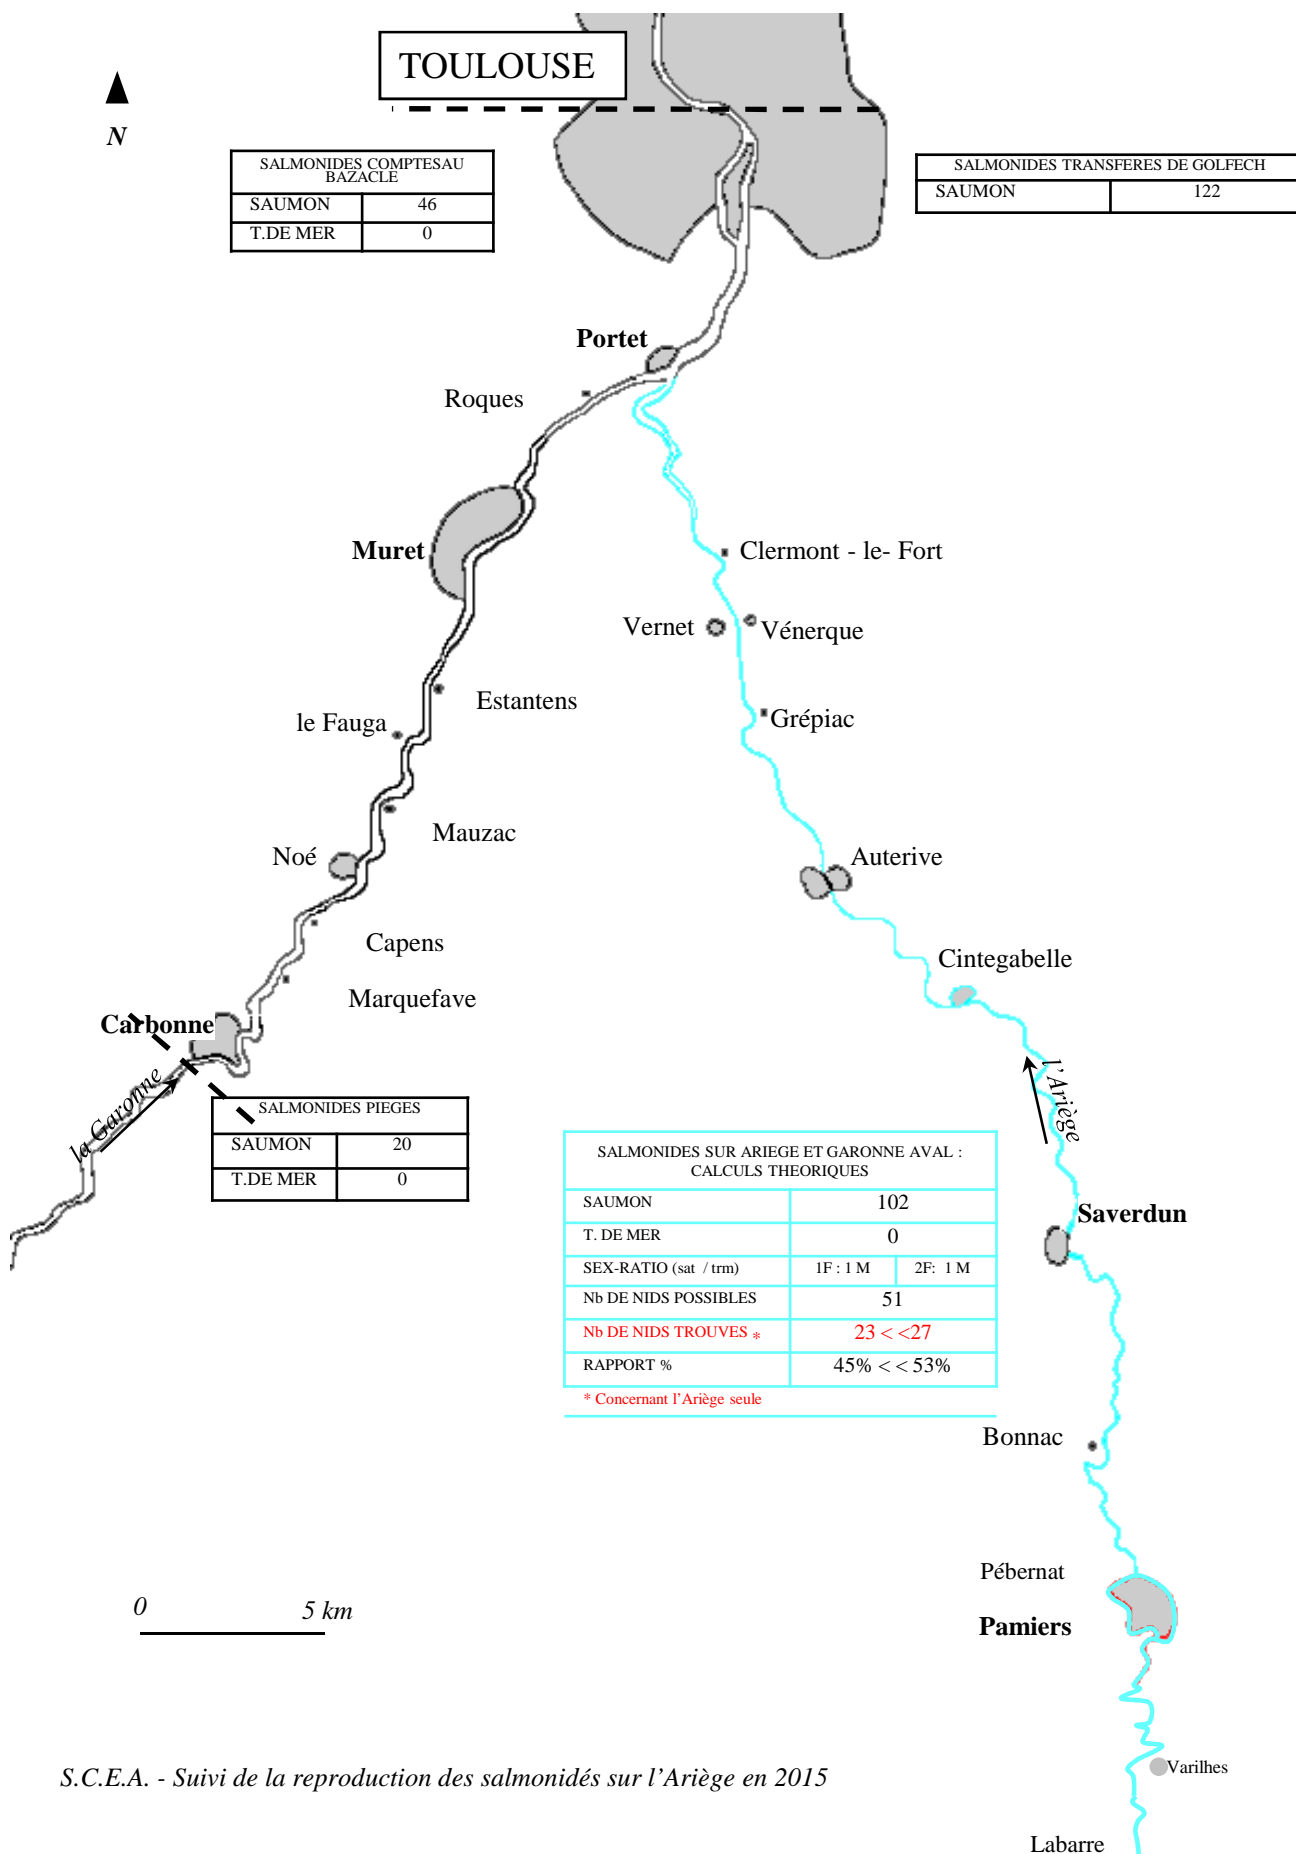 TOULOUSE
N
SALMONIDES COMPTESAU
BAZACLE
SAUMON 46
T.DE MER 0
SALMONIDES TRANSFERES DE GOLFECH
SAUMON 122
Portet
Roques
Muret
Clermont - le- Fort
Vernet
Vénerque
Estantens
le Fauga
Grépiac
Mauzac
Noé
Auterive
Capens
Cintegabelle
Marquefave
Carbonne
la Garonne
l'Ariège
SALMONIDES PIEGES
SAUMON 20
T.DE MER 0
SALMONIDES SUR ARIEGE ET GARONNE AVAL :
CALCULS THEORIQUES
SAUMON 102
T. DE MER 0
SEX-RATIO (sat / trm) 1F : 1 M 2F: 1 M
Nb DE NIDS POSSIBLES 51
Nb DE NIDS TROUVES * 23 < <27
RAPPORT % 45% < < 53%
* Concernant l'Ariège seule
Saverdun
Bonnac
Pébernat
Pamiers
0 5 km
S.C.E.A. - Suivi de la reproduction des salmonidés sur l'Ariège en 2015
Varilhes
Labarre